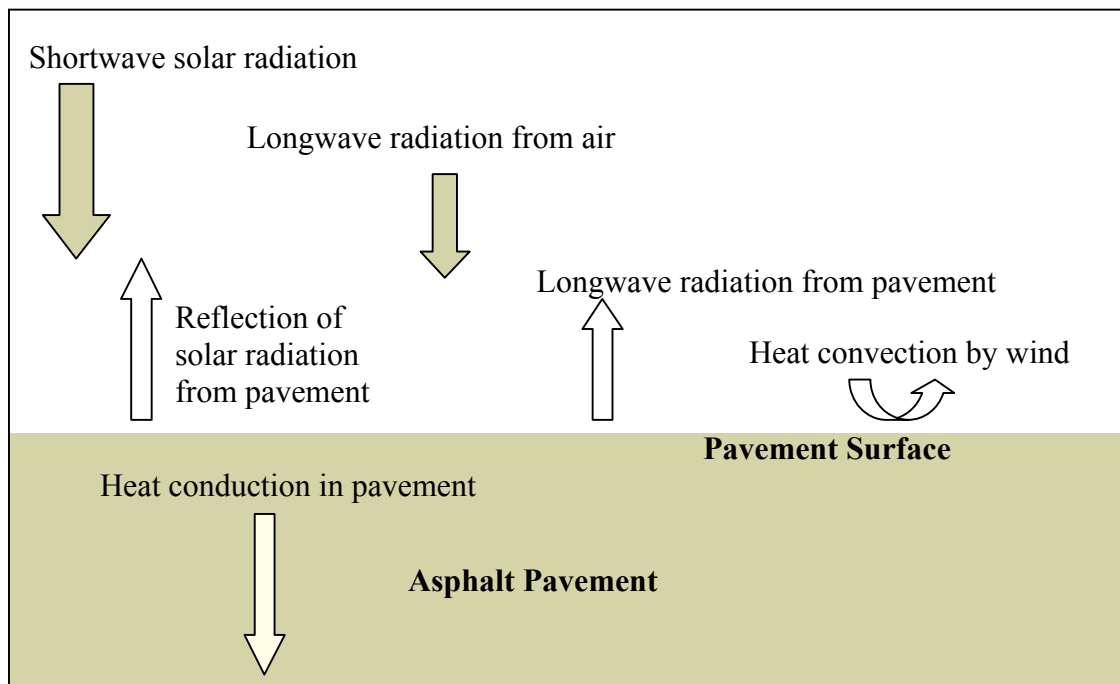 Shortwave solar radiation
Longwave radiation from air
Longwave radiation from pavement
Reflection of
solar radiation
from pavement
Heat convection by wind
Pavement Surface
Heat conduction in pavement
Asphalt Pavement